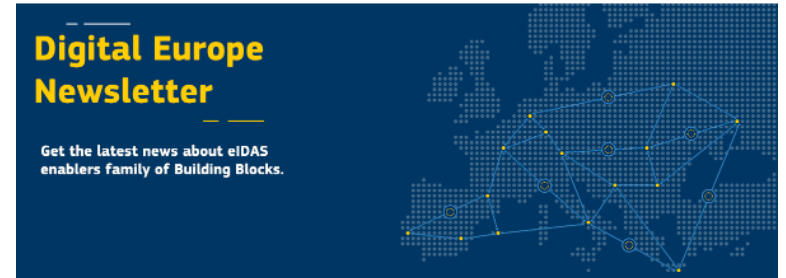 Digital Europe
Newsletter
Get the latest news about eIDAS
enablers family of Building Blocks.